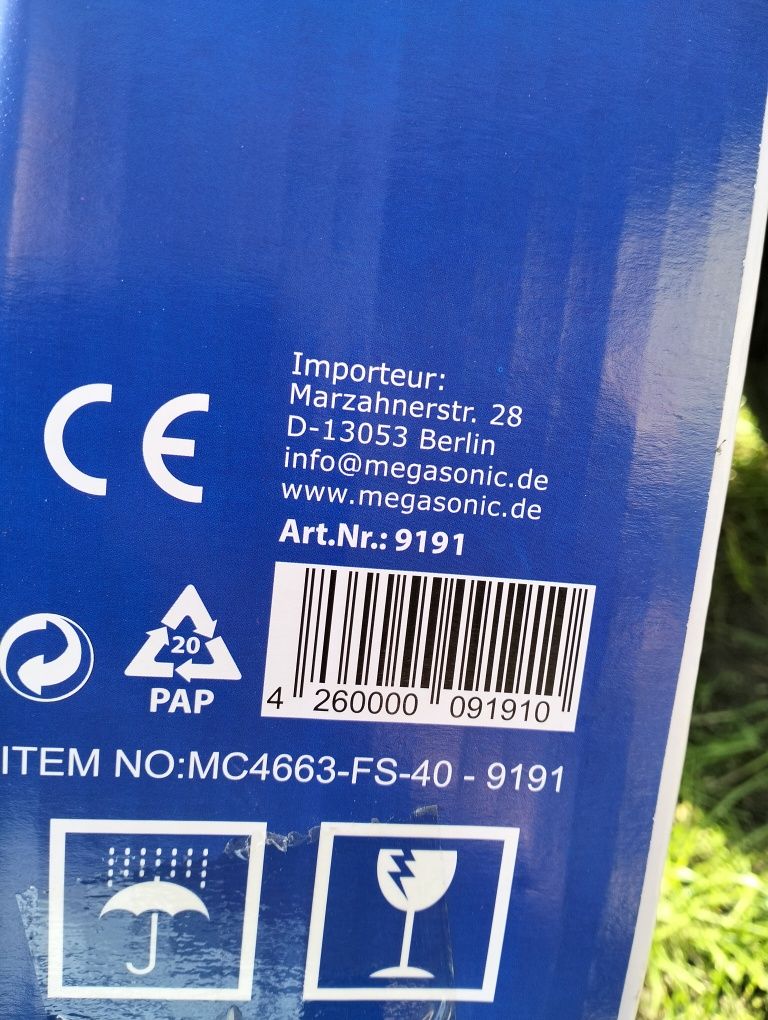 Importeur:
Marzahnerstr. 28
D-13053 Berlin
info@megasonic.de
www.megasonic.de
Art.Nr.: 9191
CE
20
PAP
4 260000 091910
ITEM NO:MC4663-FS-40 - 9191